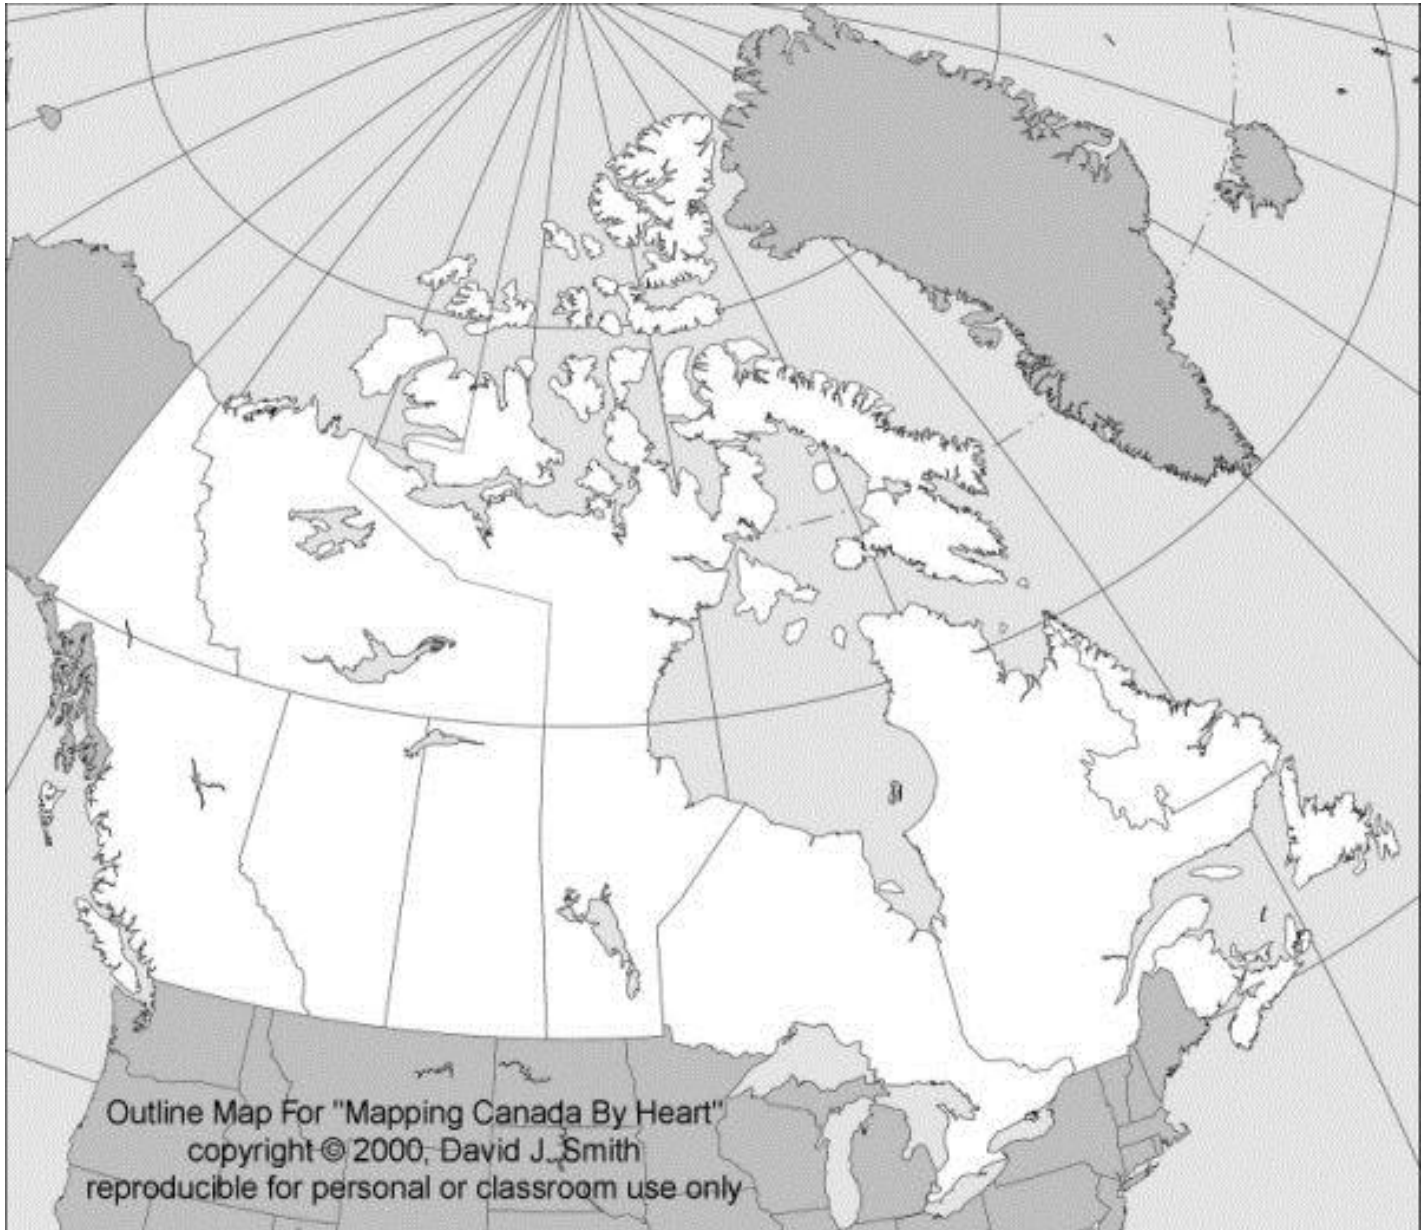 Outline Map For "Mapping Canada By Heart"
copyright © 2000, David J. Smith
reproducible for personal or classroom use only